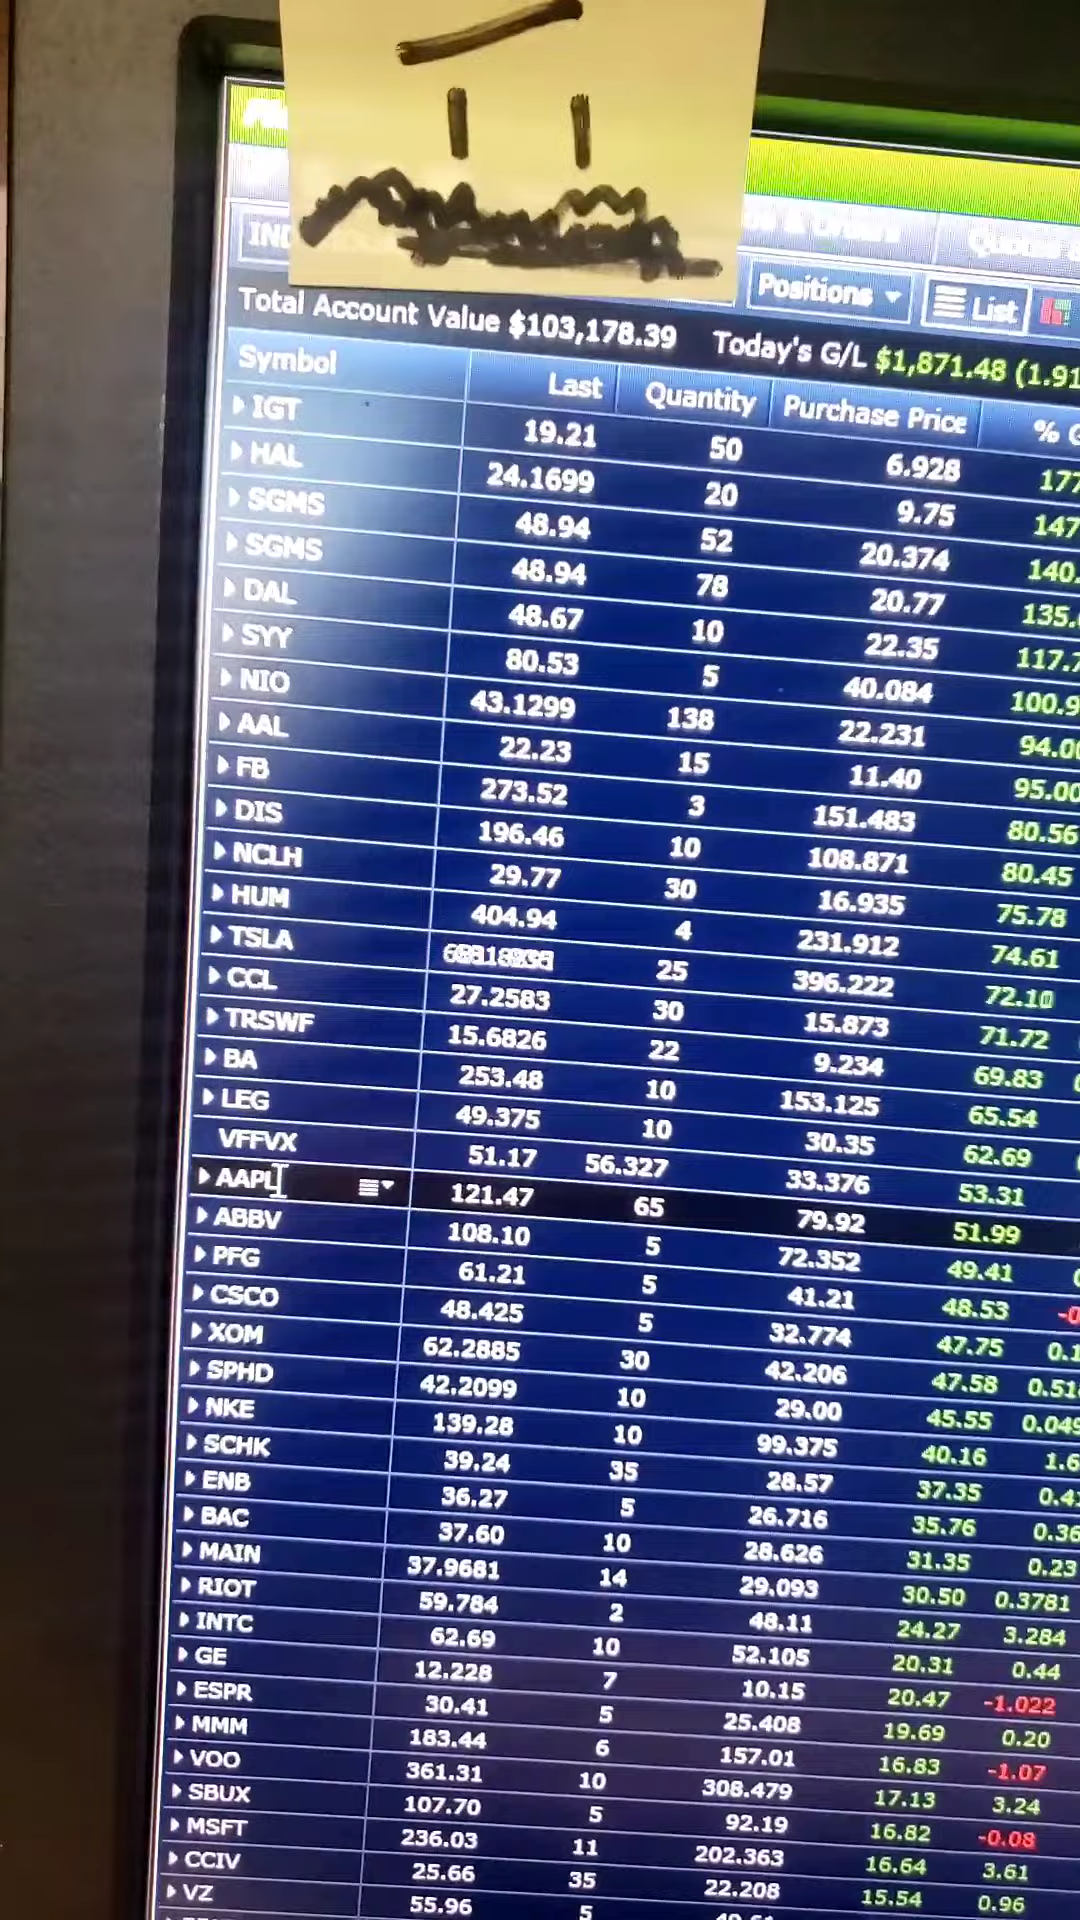 Positions List
Total Account Value $103,178.39 Today's G/L $1,871.48 (1.91
Symbol Last Quantity Purchase Price %
IGT 19.21 50 6.928 177
HAL 24.1699 20 9.75 147
SGMS 48.94 52 20.374 140.
SGMS 48.94 78 20.77 135.
DAL 48.67 10 22.35 117.7
SYY 80.53 5 40.084 100.9
NIO 43.1299 138 22.231 94.00
AAL 22.23 15 11.40 95.00
FB 273.52 3 151.483 80.56
DIS 196.46 10 108.871 80.45
NCLH 29.77 30 16.935 75.78
HUM 404.94 4 231.912 74.61
TSLA 25 396.222 72.10
CCL 27.2583 30 15.873 71.72
TRSWF 15.6826 22 9.234 69.83
BA 253.48 10 153.125 65.54
LEG 49.375 10 30.35 62.69
VFFVX 51.17 56.327 33.376 53.31
AAPL 121.47 65 79.92 51.99
ABBV 108.10 5 72.352 49.41
PFG 61.21 5 41.21 48.53 -0
CSCO 48.425 5 32.774 47.75 0.1
XOM 62.2885 30 42.206 47.58 0.51
SPHD 42.2099 10 29.00 45.55 0.049
NKE 139.28 10 99.375 40.16 1.6
SCHK 39.24 35 28.57 37.35 0.4
ENB 36.27 5 26.716 35.76 0.36
BAC 37.60 10 28.626 31.35 0.23
MAIN 37.9681 14 29.093 30.50 0.3781
RIOT 59.784 2 48.11 24.27 3.284
INTC 62.69 10 52.105 20.31 0.44
GE 12.228 7 10.15 20.47 -1.022
ESPR 30.41 5 25.408 19.69 0.20
MMM 183.44 6 157.01 16.83 -1.07
VOO 361.31 10 308.479 17.13 3.24
SBUX 107.70 5 92.19 16.82 -0.08
MSFT 236.03 11 202.363 16.64 3.61
CCIV 25.66 35 22.208 15.54 0.96
VZ 55.96 5